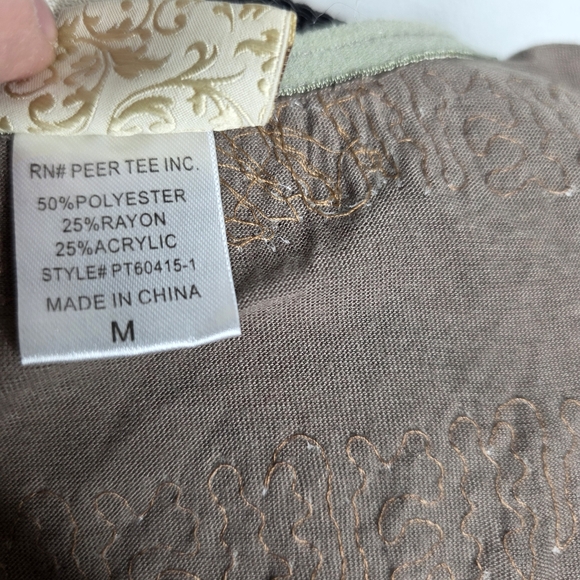 RN# PEER TEE INC.
50%POLYESTER
25%RAYON
25%ACRYLIC
STYLE# PT60415-1
MADE IN CHINA
M